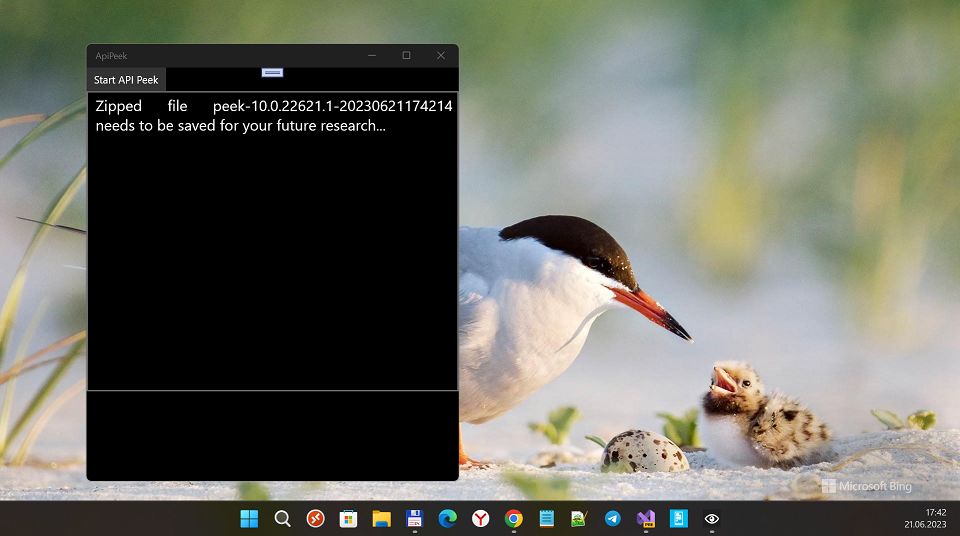 ApiPeek
Start API Peek
Zipped file peek-10.0.22621.1-20230621174214
needs to be saved for your future research...
Microsoft Bing
PRE
17:42
21.06.2023